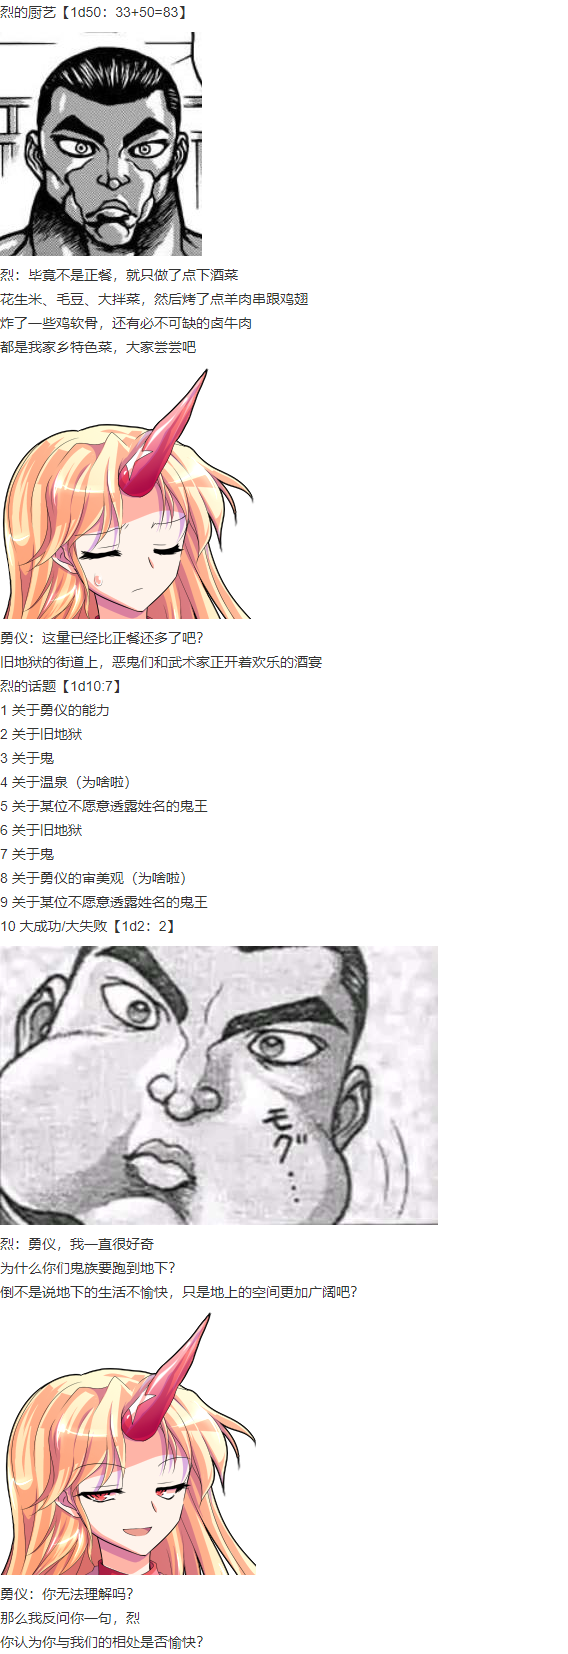 烈的厨艺【1d50：33+50=83】
烈：毕竟不是正餐，就只做了点下酒菜
花生米、毛豆、大拌菜，然后烤了点羊肉串跟鸡翅
炸了一些鸡软骨，还有必不可缺的卤牛肉
都是我家乡特色菜，大家尝尝吧
勇仪：这量已经比正餐还多了吧？
旧地狱的街道上，恶鬼们和武术家正开着欢乐的酒宴
烈的话题【1d10:7】
1 关于勇仪的能力
2 关于旧地狱
3 关于鬼
4 关于温泉（为啥啦）
5 关于某位不愿意透露姓名的鬼王
6 关于旧地狱
7 关于鬼
8 关于勇仪的审美观（为啥啦）
9 关于某位不愿意透露姓名的鬼王
10 大成功/大失败【1d2：2】
モグ…
烈：勇仪，我一直很好奇
为什么你们鬼族要跑到地下？
倒不是说地下的生活不愉快，只是地上的空间更加广阔吧？
勇仪：你无法理解吗？
那么我反问你一句，烈
你认为你与我们的相处是否愉快？